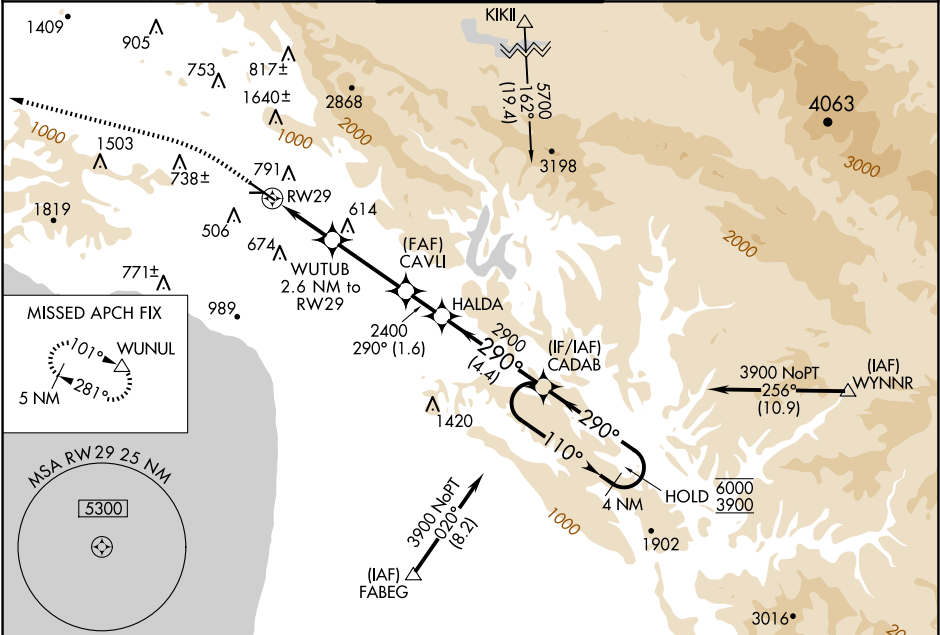 1409
905
753
817±
1640±
2868
KIKII
5700
162°
(19.4)
4063
3000
1000
1000
2000
3198
1503
738±
791
RW29
1819
506
614
674
(FAF)
CAVLI
WUTUB
2.6 NM to
RW29
2000
771±
989
HALDA
2400
290° (1.6)
2900
290°
(4.4)
(IF/IAF)
CADAB
MISSED APCH FIX
101°
WUNUL
281°
5 NM
3900 NoPT
256°
(10.9)
(IAF)
WYNNR
1420
290°
110°
4 NM
HOLD
6000
3900
MSA RW29 25 NM
5300
3900 NoPT
020°
(8.2)
1000
1902
(IAF)
FABEG
3016